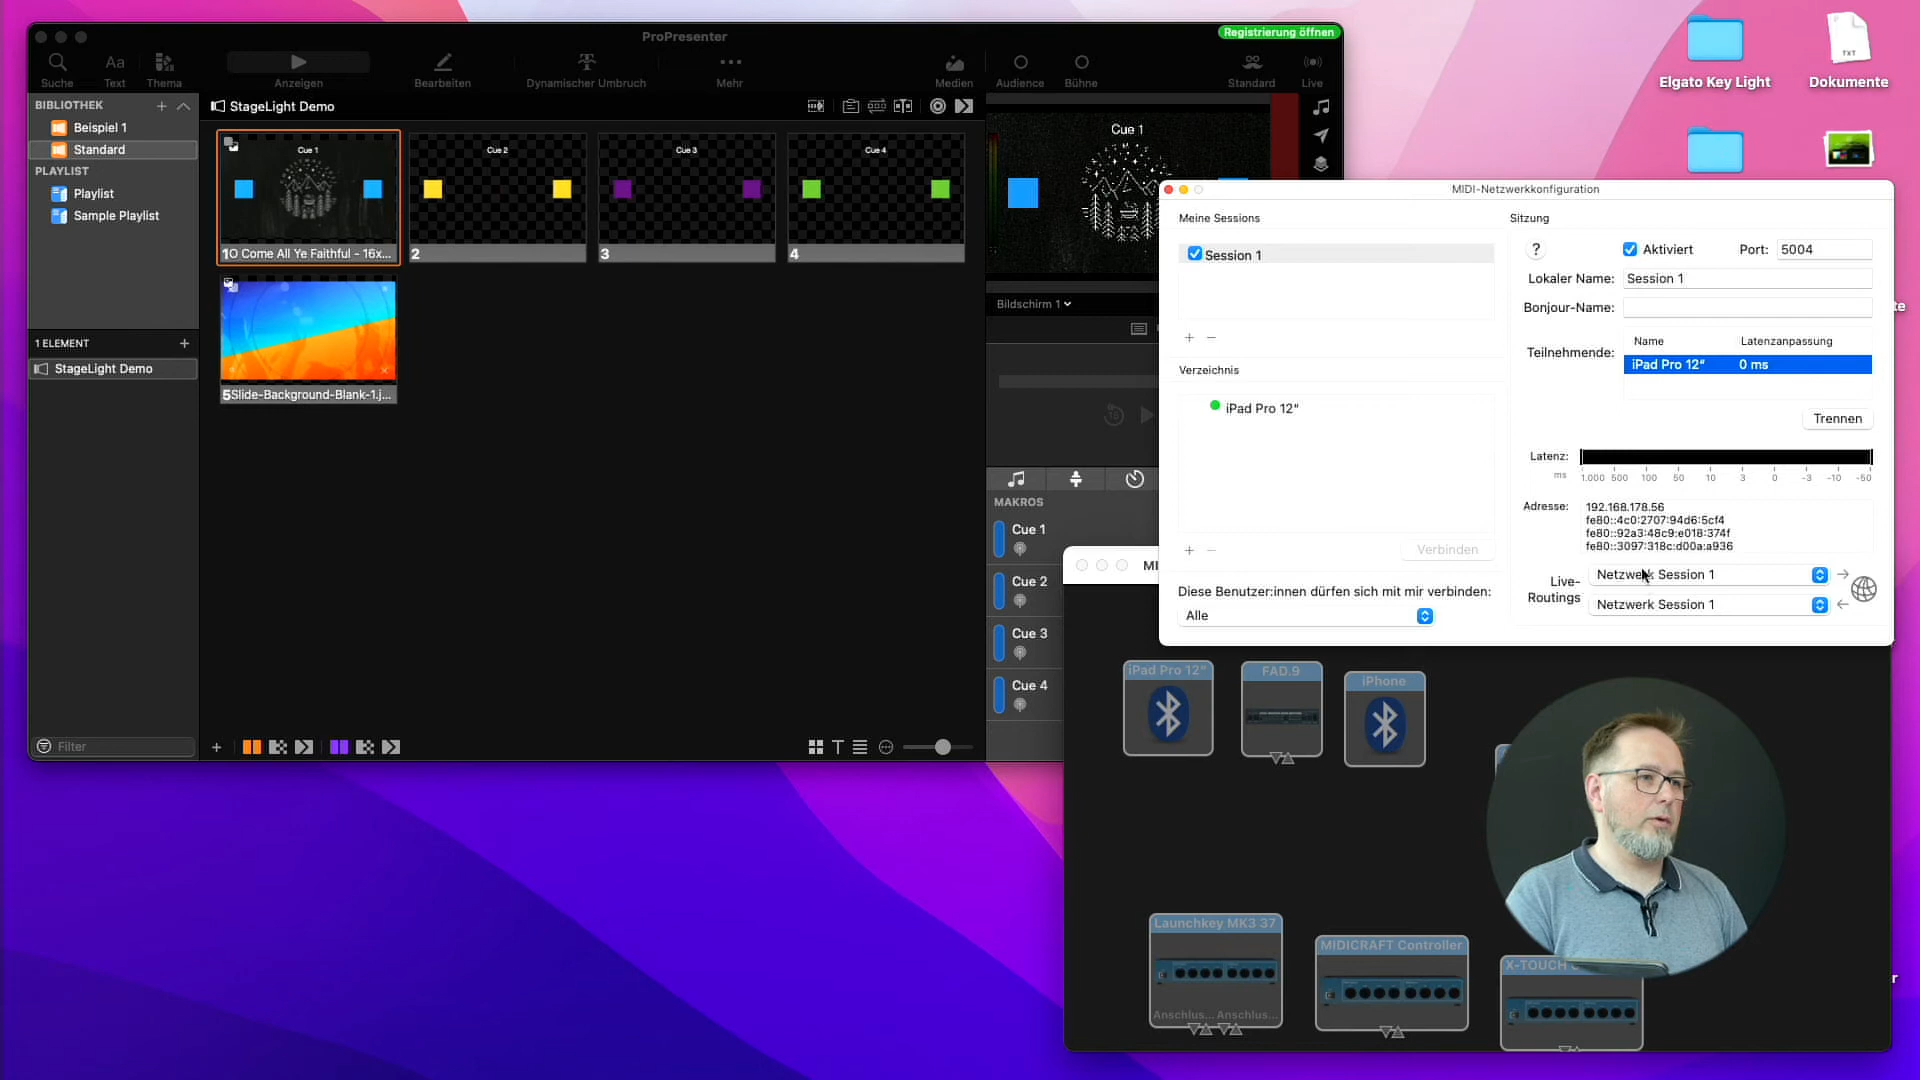 ProPresenter
Registrierung öffnen
Suche
Text
Thema
Anzeigen
Bearbeiten
Dynamischer Umbruch
Mehr
Medien
Audience
Bühne
Standard
Live
BIBLIOTHEK
Beispiel 1
Standard
PLAYLIST
Playlist
Sample Playlist
1 ELEMENT
StageLight Demo
Filter
StageLight Demo
Cue 1
1O Come All Ye Faithful - 16x...
Cue 2
2
Cue 3
3
Cue 4
4
5Slide-Background-Blank-1.j...
Cue 1
Bildschirm 1
MAKROS
Cue 1
Cue 2
Cue 3
Cue 4
Elgato Key Light
TXT
Dokumente
MIDI-Netzwerkkonfiguration
Meine Sessions
Session 1
Verzeichnis
iPad Pro 12"
Verbinden
Diese Benutzer:innen dürfen sich mit mir verbinden:
Alle
Sitzung
?
Aktiviert
Port: 5004
Lokaler Name: Session 1
Bonjour-Name:
Teilnehmende:
Name Latenzanpassung
iPad Pro 12" 0 ms
Trennen
Latenz:
ms
1.000 500 100 50 10 3 0 -3 -10 -50
Adresse:
192.168.178.56
fe80::4c0:2707:94d6:5cf4
fe80::92a3:48c9:e018:374f
fe80::3097:318c:d00a:a936
Live-Routings
Netzwerk Session 1
Netzwerk Session 1
iPad Pro 12"
FAD.9
iPhone
Launchkey MK3 37
Anschlus... Anschlus...
MIDICRAFT Controller
X-TOUCH